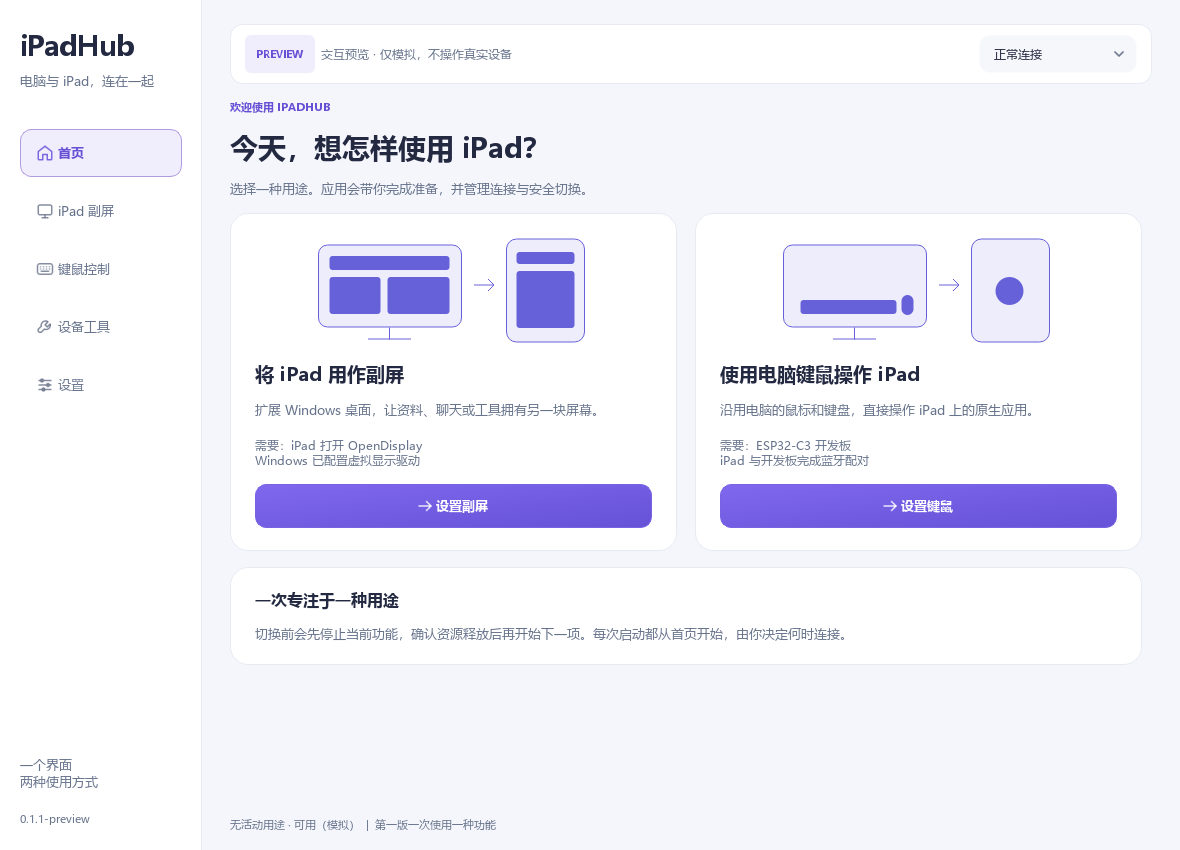 iPadHub
电脑与 iPad，连在一起
首页
iPad 副屏
键鼠控制
设备工具
设置
一个界面
两种使用方式
0.1.1-preview
PREVIEW 交互预览 · 仅模拟，不操作真实设备
正常连接
欢迎使用 IPADHUB
今天，想怎样使用 iPad？
选择一种用途。应用会带你完成准备，并管理连接与安全切换。
将 iPad 用作副屏
扩展 Windows 桌面，让资料、聊天或工具拥有另一块屏幕。
需要：iPad 打开 OpenDisplay
Windows 已配置虚拟显示驱动
→ 设置副屏
使用电脑键鼠操作 iPad
沿用电脑的鼠标和键盘，直接操作 iPad 上的原生应用。
需要：ESP32-C3 开发板
iPad 与开发板完成蓝牙配对
→ 设置键鼠
一次专注于一种用途
切换前会先停止当前功能，确认资源释放后再开始下一项。每次启动都从首页开始，由你决定何时连接。
无活动用途 · 可用（模拟） | 第一版一次使用一种功能